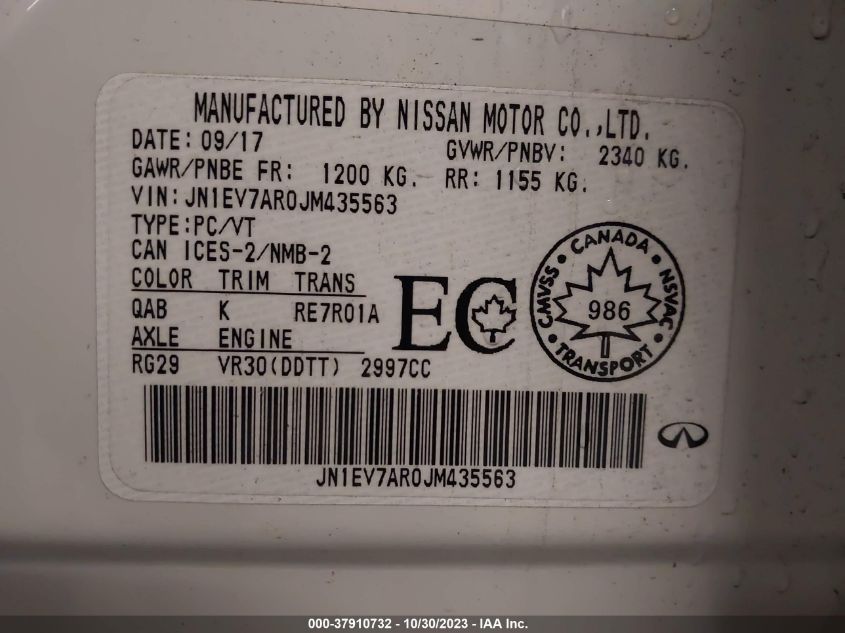 MANUFACTURED BY NISSAN MOTOR CO.,LTD.
DATE: 09/17 GVWR/PNBV: 2340 KG.
GAWR/PNBE FR: 1200 KG. RR: 1155 KG.
VIN:JN1EV7AR0JM435563
TYPE:PC/VT
CAN ICES-2/NMB-2
COLOR TRIM TRANS
QAB K RE7R01A
AXLE ENGINE
RG29 VR30(DDTT) 2997CC
EC
CMVSS • CANADA • NSVAC • TRANSPORT •
986
JN1EV7AR0JM435563
000-37910732 - 10/30/2023 - IAA Inc.